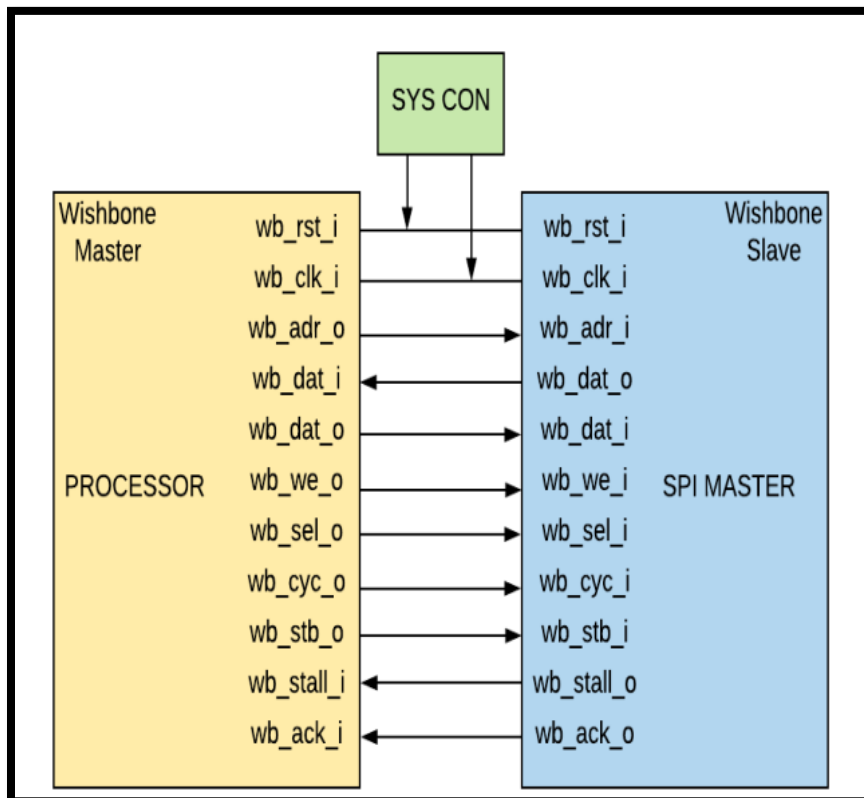 SYS CON
Wishbone
Master
wb_rst_i
wb_clk_i
wb_adr_o
wb_dat_i
wb_dat_o
wb_we_o
wb_sel_o
wb_cyc_o
wb_stb_o
wb_stall_i
wb_ack_i
PROCESSOR
Wishbone
Slave
wb_rst_i
wb_clk_i
wb_adr_i
wb_dat_o
wb_dat_i
wb_we_i
wb_sel_i
wb_cyc_i
wb_stb_i
wb_stall_o
wb_ack_o
SPI MASTER